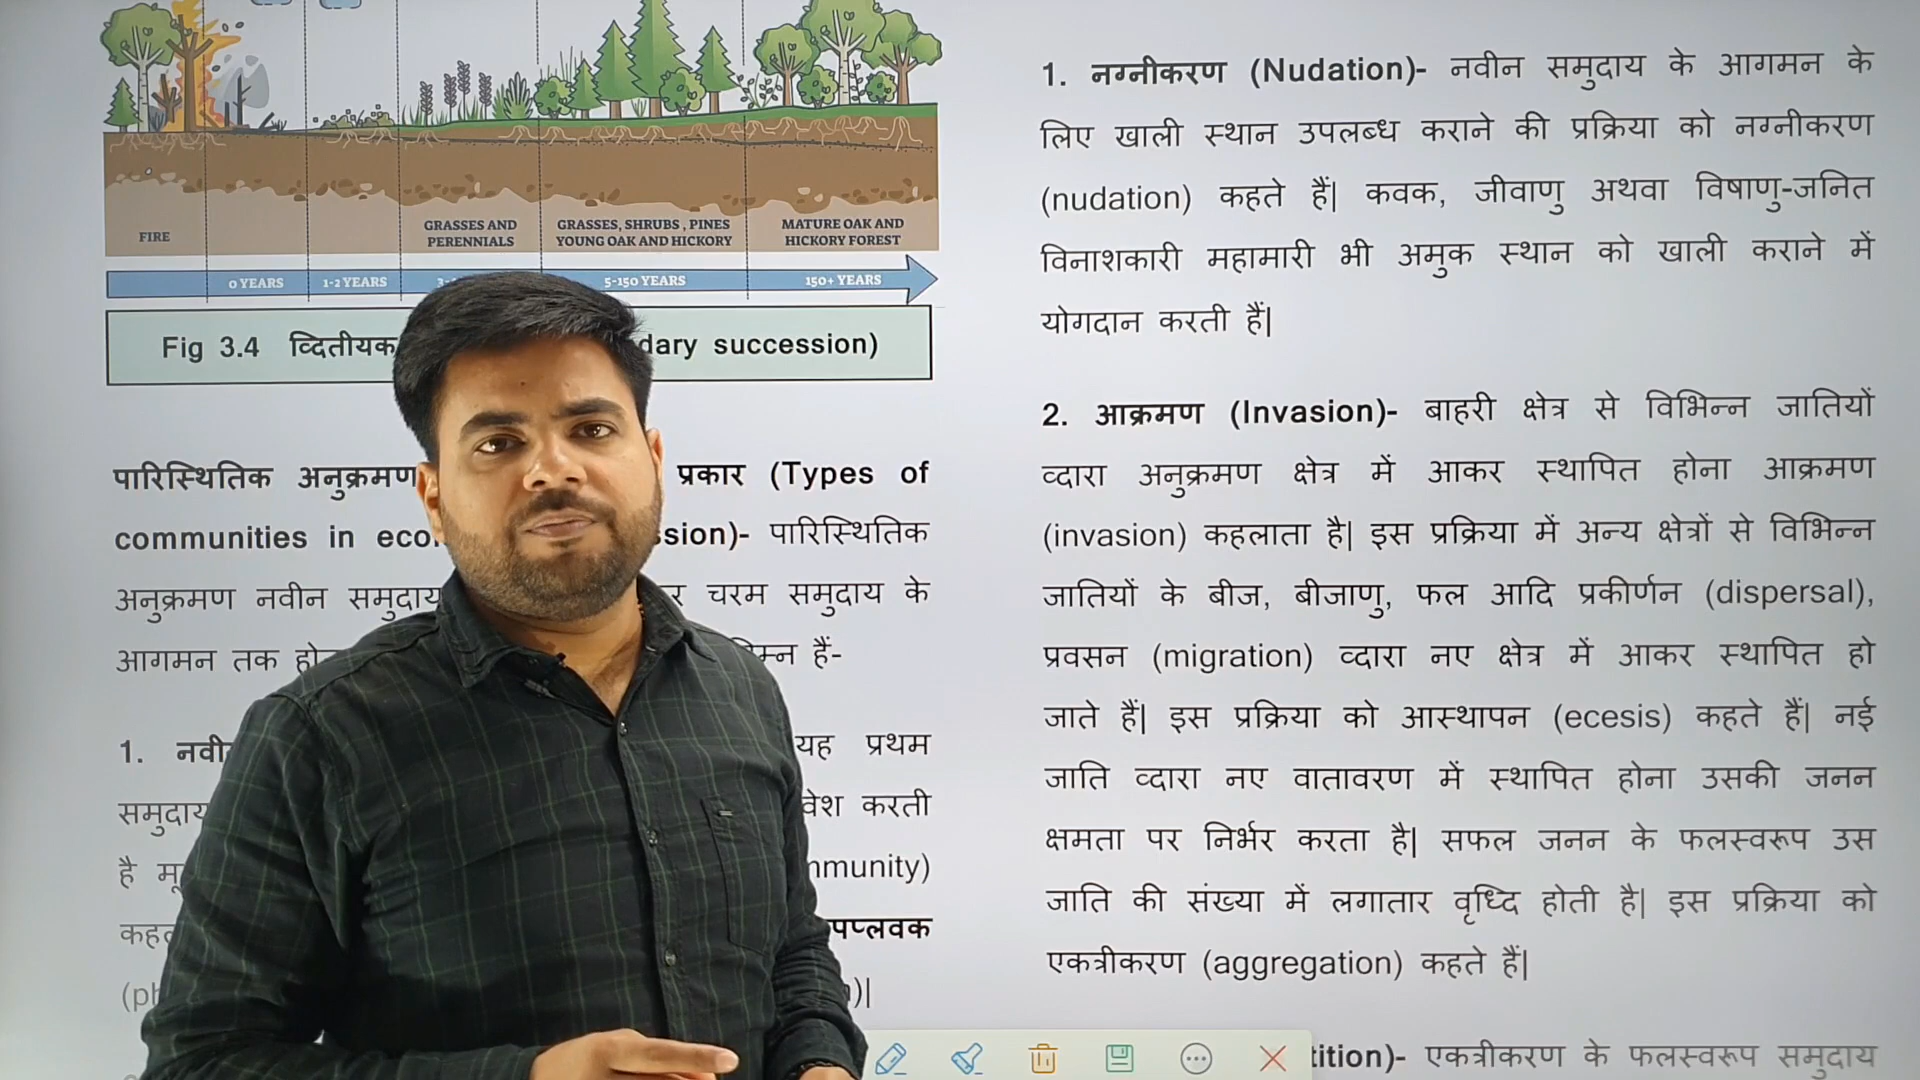 FIRE
GRASSES AND
PERENNIALS
GRASSES, SHRUBS , PINES
YOUNG OAK AND HICKORY
MATURE OAK AND
HICKORY FOREST
0 YEARS
1-2 YEARS
5-150 YEARS
150+ YEARS
Fig 3.4 व्दितीयक dary succession)
पारिस्थितिक अनुक्रमण प्रकार (Types of
communities in eco ssion)- पारिस्थितिक
अनुक्रमण नवीन समुदाय र चरम समुदाय के
आगमन तक हो म्न हैं-
1. नवी यह प्रथम
समुदाय वेश करती
है mmunity)
कहत पप्लवक
(ph )|
1. नग्नीकरण (Nudation)- नवीन समुदाय के आगमन के
लिए खाली स्थान उपलब्ध कराने की प्रक्रिया को नग्नीकरण
(nudation) कहते हैं| कवक, जीवाणु अथवा विषाणु-जनित
विनाशकारी महामारी भी अमुक स्थान को खाली कराने में
योगदान करती हैं|
2. आक्रमण (Invasion)- बाहरी क्षेत्र से विभिन्न जातियों
व्दारा अनुक्रमण क्षेत्र में आकर स्थापित होना आक्रमण
(invasion) कहलाता है| इस प्रक्रिया में अन्य क्षेत्रों से विभिन्न
जातियों के बीज, बीजाणु, फल आदि प्रकीर्णन (dispersal),
प्रवसन (migration) व्दारा नए क्षेत्र में आकर स्थापित हो
जाते हैं| इस प्रक्रिया को आस्थापन (ecesis) कहते हैं| नई
जाति व्दारा नए वातावरण में स्थापित होना उसकी जनन
क्षमता पर निर्भर करता है| सफल जनन के फलस्वरूप उस
जाति की संख्या में लगातार वृध्दि होती है| इस प्रक्रिया को
एकत्रीकरण (aggregation) कहते हैं|
tition)- एकत्रीकरण के फलस्वरूप समुदाय